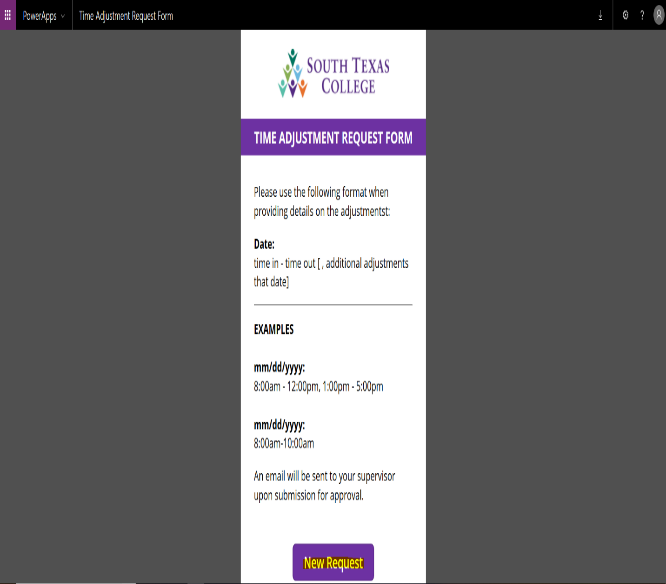 PowerApps
Time Adjustment Request Form
?
SOUTH TEXAS
COLLEGE
TIME ADJUSTMENT REQUEST FORM
Please use the following format when
providing details on the adjustmentst:
Date:
time in - time out [ , additional adjustments
that date]
EXAMPLES
mm/dd/yyyy:
8:00am - 12:00pm, 1:00pm - 5:00pm
mm/dd/yyyy:
8:00am-10:00am
An email will be sent to your supervisor
upon submission for approval.
New Request